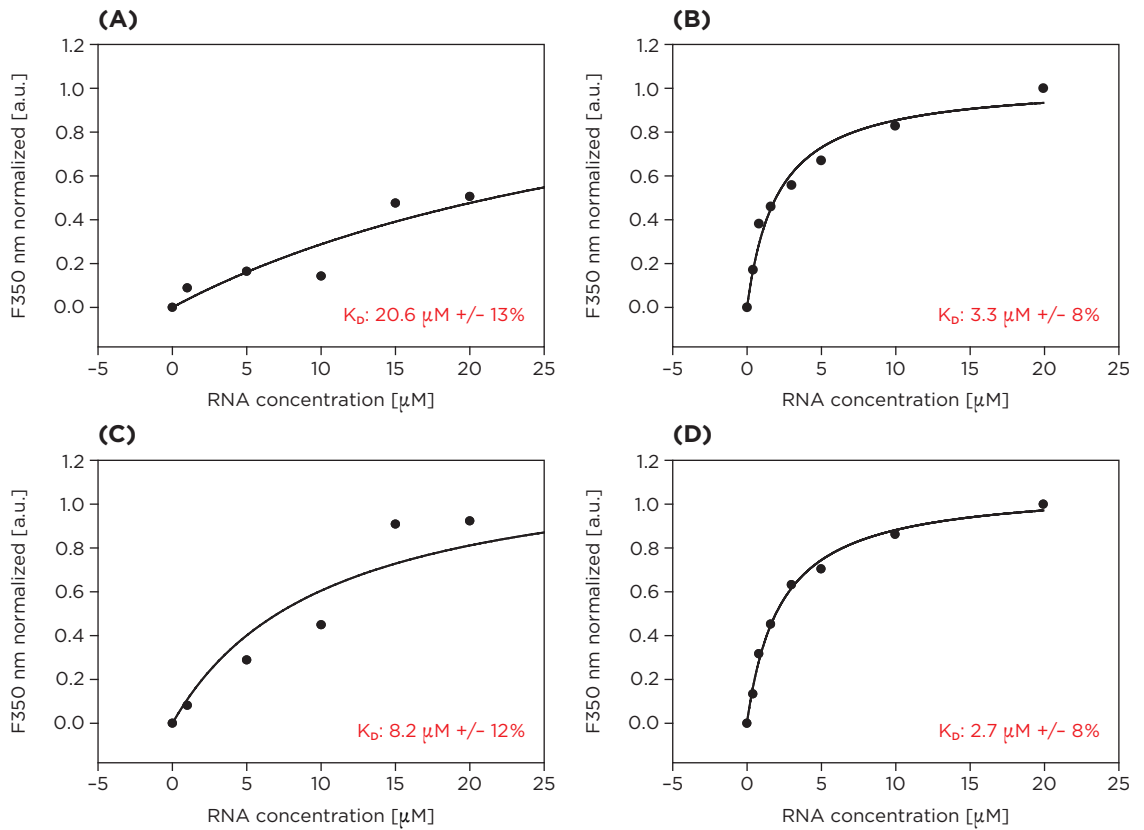 (A)
1.2
1.0
0.8
0.6
0.4
0.2
0.0
F350 nm normalized [a.u.]
K_D: 20.6 μM +/– 13%
–5 0 5 10 15 20 25
RNA concentration [μM]
(B)
1.2
1.0
0.8
0.6
0.4
0.2
0.0
F350 nm normalized [a.u.]
K_D: 3.3 μM +/– 8%
–5 0 5 10 15 20 25
RNA concentration [μM]
(C)
1.2
1.0
0.8
0.6
0.4
0.2
0.0
F350 nm normalized [a.u.]
K_D: 8.2 μM +/– 12%
–5 0 5 10 15 20 25
RNA concentration [μM]
(D)
1.2
1.0
0.8
0.6
0.4
0.2
0.0
F350 nm normalized [a.u.]
K_D: 2.7 μM +/– 8%
–5 0 5 10 15 20 25
RNA concentration [μM]